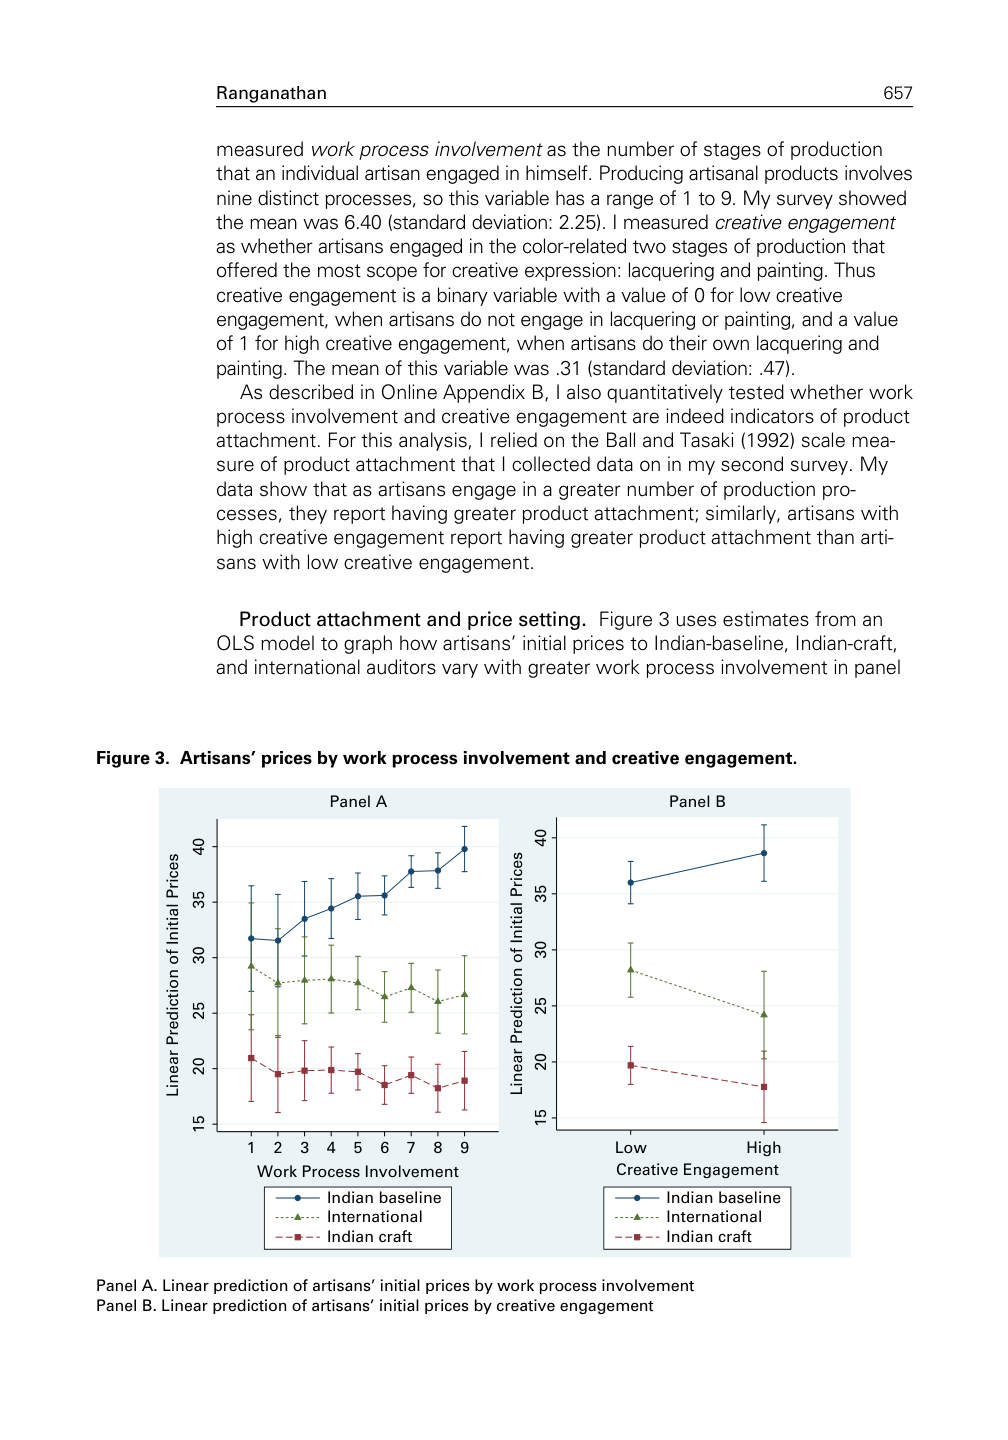 Ranganathan 657
measured work process involvement as the number of stages of production
that an individual artisan engaged in himself. Producing artisanal products involves
nine distinct processes, so this variable has a range of 1 to 9. My survey showed
the mean was 6.40 (standard deviation: 2.25). I measured creative engagement
as whether artisans engaged in the color-related two stages of production that
offered the most scope for creative expression: lacquering and painting. Thus
creative engagement is a binary variable with a value of 0 for low creative
engagement, when artisans do not engage in lacquering or painting, and a value
of 1 for high creative engagement, when artisans do their own lacquering and
painting. The mean of this variable was .31 (standard deviation: .47).
As described in Online Appendix B, I also quantitatively tested whether work
process involvement and creative engagement are indeed indicators of product
attachment. For this analysis, I relied on the Ball and Tasaki (1992) scale mea-
sure of product attachment that I collected data on in my second survey. My
data show that as artisans engage in a greater number of production pro-
cesses, they report having greater product attachment; similarly, artisans with
high creative engagement report having greater product attachment than arti-
sans with low creative engagement.
Product attachment and price setting. Figure 3 uses estimates from an
OLS model to graph how artisans' initial prices to Indian-baseline, Indian-craft,
and international auditors vary with greater work process involvement in panel
Figure 3. Artisans' prices by work process involvement and creative engagement.
Panel A
Linear Prediction of Initial Prices
40
35
30
25
20
15
1 2 3 4 5 6 7 8 9
Work Process Involvement
Indian baseline
International
Indian craft
Panel B
Linear Prediction of Initial Prices
40
35
30
25
20
15
Low High
Creative Engagement
Indian baseline
International
Indian craft
Panel A. Linear prediction of artisans' initial prices by work process involvement
Panel B. Linear prediction of artisans' initial prices by creative engagement